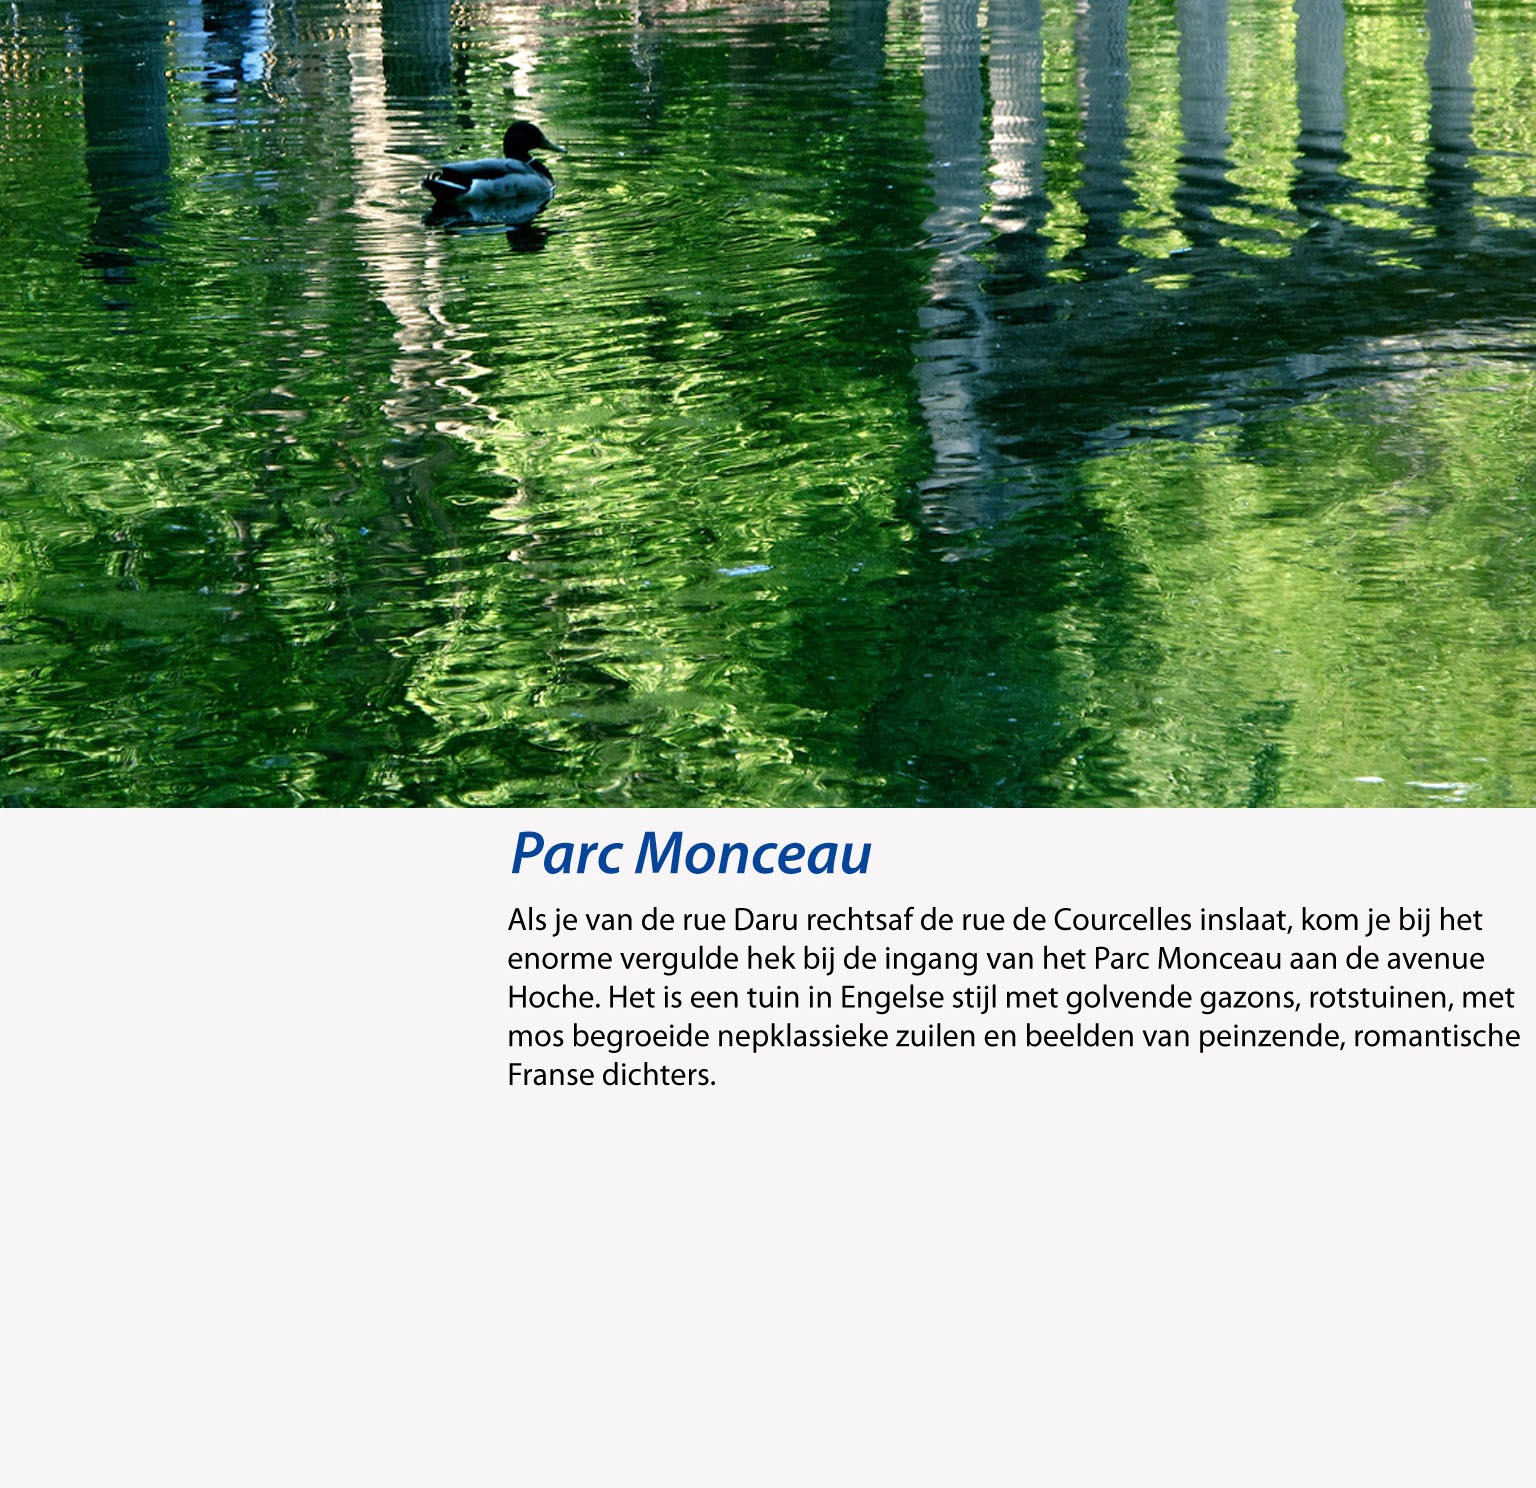 Parc Monceau
Als je van de rue Daru rechtsaf de rue de Courcelles inslaat, kom je bij het
enorme vergulde hek bij de ingang van het Parc Monceau aan de avenue
Hoche. Het is een tuin in Engelse stijl met golvende gazons, rotstuinen, met
mos begroeide nepklassieke zuilen en beelden van peinzende, romantische
Franse dichters.